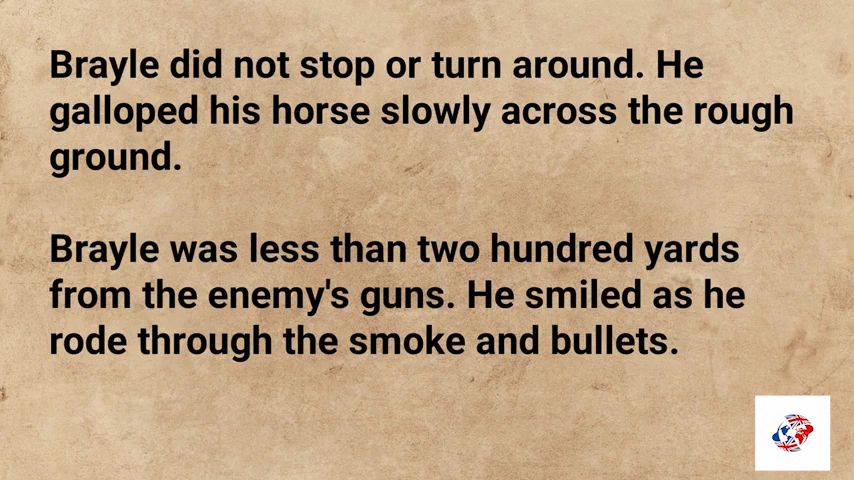 Brayle did not stop or turn around. He
galloped his horse slowly across the rough
ground.
Brayle was less than two hundred yards
from the enemy's guns. He smiled as he
rode through the smoke and bullets.